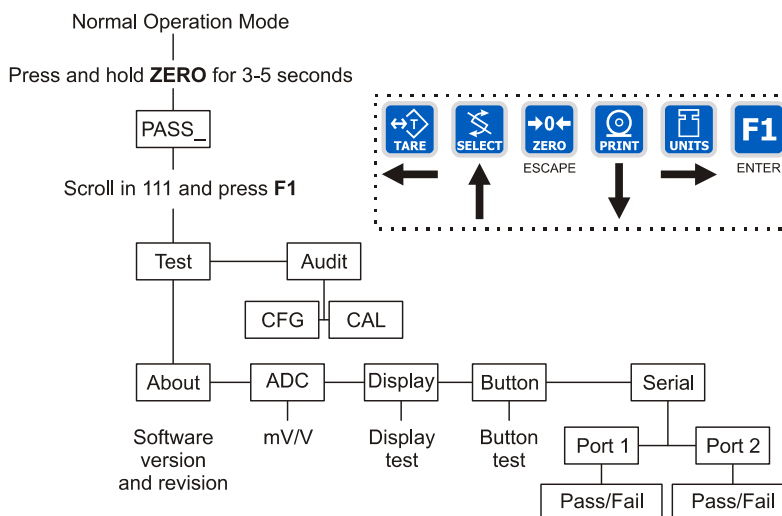 Normal Operation Mode
Press and hold ZERO for 3-5 seconds
PASS_
Scroll in 111 and press F1
T
TARE
SELECT
0
ZERO
PRINT
UNITS
F1
ESCAPE
ENTER
Test
Audit
CFG
CAL
About
ADC
Display
Button
Serial
Software
version
and revision
mV/V
Display
test
Button
test
Port 1
Port 2
Pass/Fail
Pass/Fail